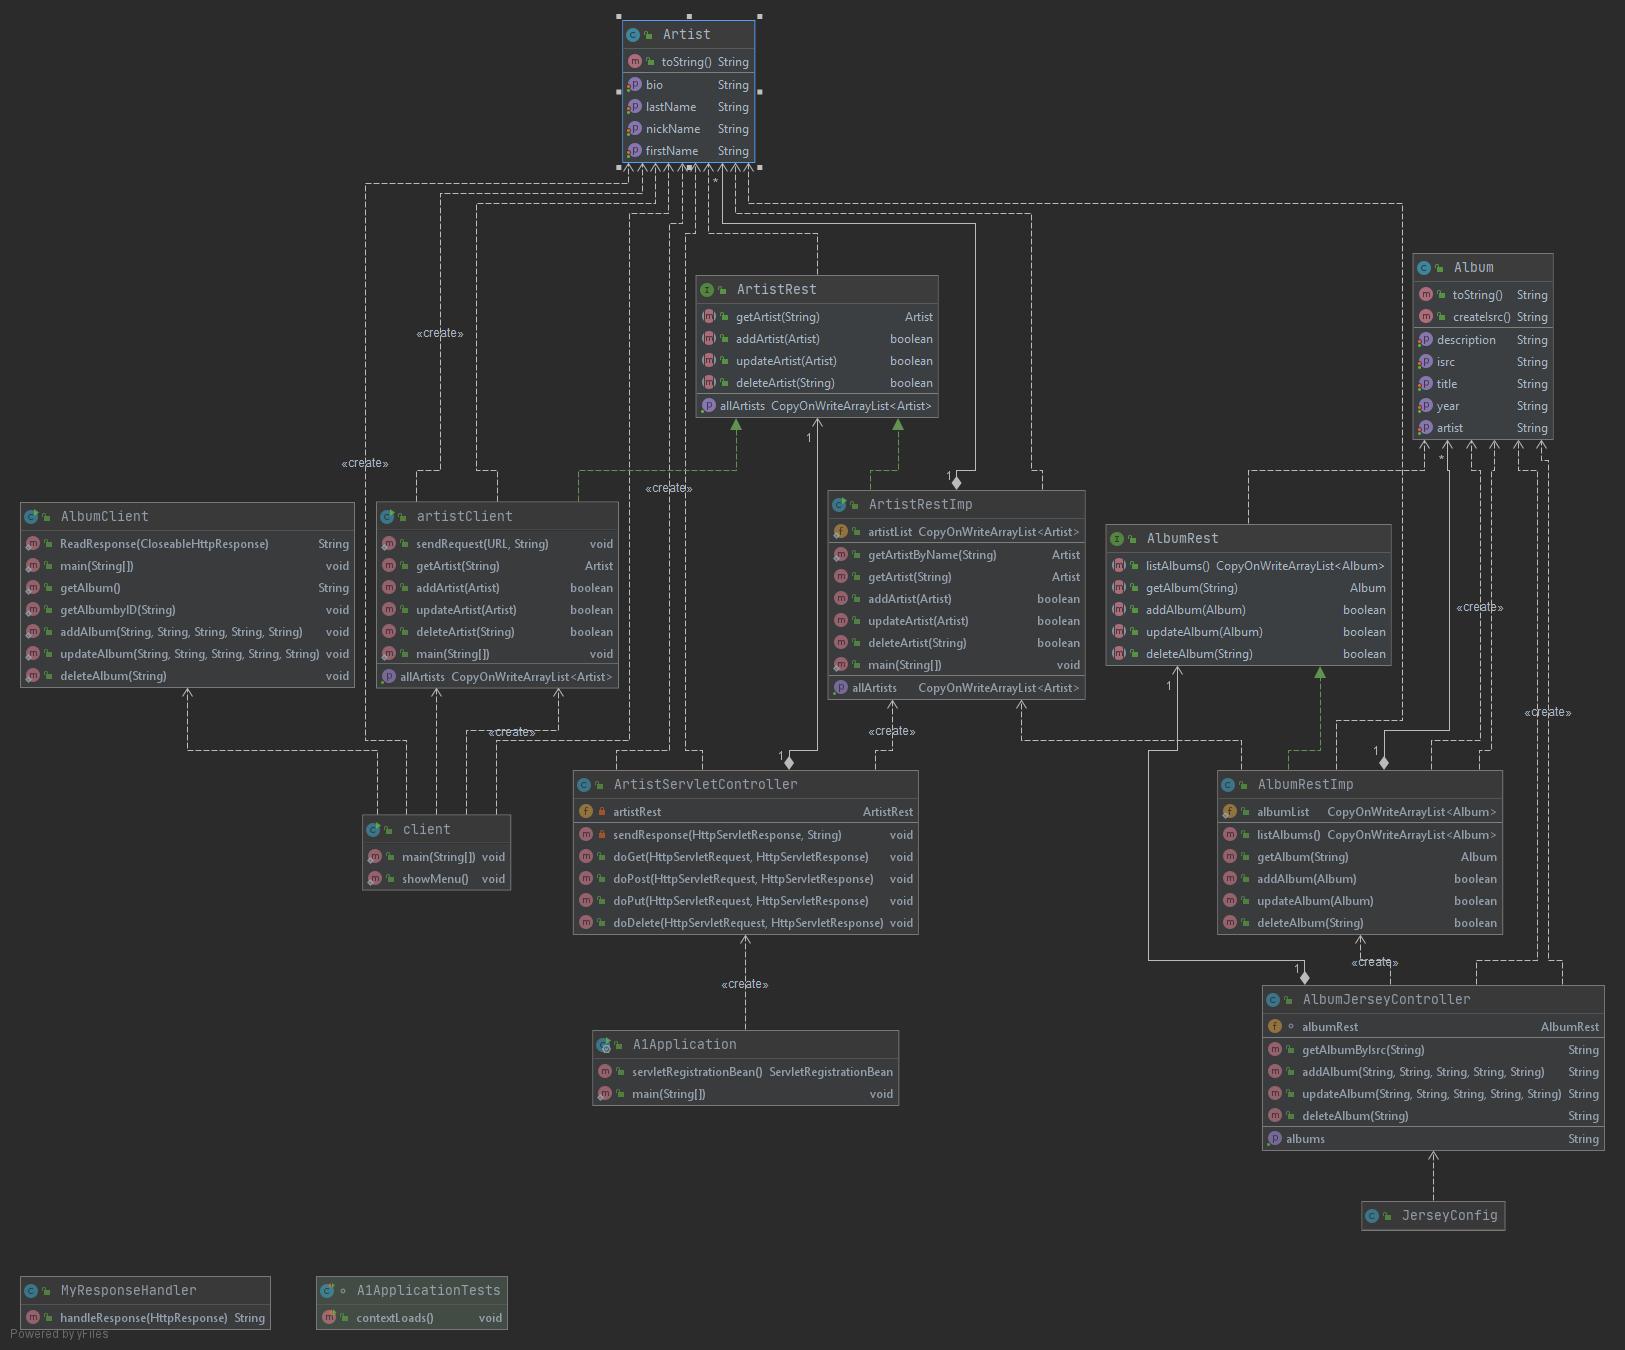 Artist
toString() String
bio String
lastName String
nickName String
firstName String
*
ArtistRest
getArtist(String) Artist
addArtist(Artist) boolean
updateArtist(Artist) boolean
deleteArtist(String) boolean
allArtists CopyOnWriteArrayList<Artist>
1
Album
toString() String
createIsrc() String
description String
isrc String
title String
year String
artist String
*
«create»
«create»
«create»
1
AlbumClient
ReadResponse(CloseableHttpResponse) String
main(String[]) void
getAlbum() String
getAlbumbyID(String) void
addAlbum(String, String, String, String, String) void
updateAlbum(String, String, String, String, String) void
deleteAlbum(String) void
artistClient
sendRequest(URL, String) void
getArtist(String) Artist
addArtist(Artist) boolean
updateArtist(Artist) boolean
deleteArtist(String) boolean
main(String[]) void
allArtists CopyOnWriteArrayList<Artist>
ArtistRestImp
artistList CopyOnWriteArrayList<Artist>
getArtistByName(String) Artist
getArtist(String) Artist
addArtist(Artist) boolean
updateArtist(Artist) boolean
deleteArtist(String) boolean
main(String[]) void
allArtists CopyOnWriteArrayList<Artist>
AlbumRest
listAlbums() CopyOnWriteArrayList<Album>
getAlbum(String) Album
addAlbum(Album) boolean
updateAlbum(Album) boolean
deleteAlbum(String) boolean
1
«create»
«create»
«create»
«create»
1
1
client
main(String[]) void
showMenu() void
ArtistServletController
artistRest ArtistRest
sendResponse(HttpServletResponse, String) void
doGet(HttpServletRequest, HttpServletResponse) void
doPost(HttpServletRequest, HttpServletResponse) void
doPut(HttpServletRequest, HttpServletResponse) void
doDelete(HttpServletRequest, HttpServletResponse) void
AlbumRestImp
albumList CopyOnWriteArrayList<Album>
listAlbums() CopyOnWriteArrayList<Album>
getAlbum(String) Album
addAlbum(Album) boolean
updateAlbum(Album) boolean
deleteAlbum(String) boolean
«create»
«create»
1
A1Application
servletRegistrationBean() ServletRegistrationBean
main(String[]) void
AlbumJerseyController
albumRest AlbumRest
getAlbumByIsrc(String) String
addAlbum(String, String, String, String, String) String
updateAlbum(String, String, String, String, String) String
deleteAlbum(String) String
albums String
JerseyConfig
MyResponseHandler
handleResponse(HttpResponse) String
A1ApplicationTests
contextLoads() void
Powered by yFiles